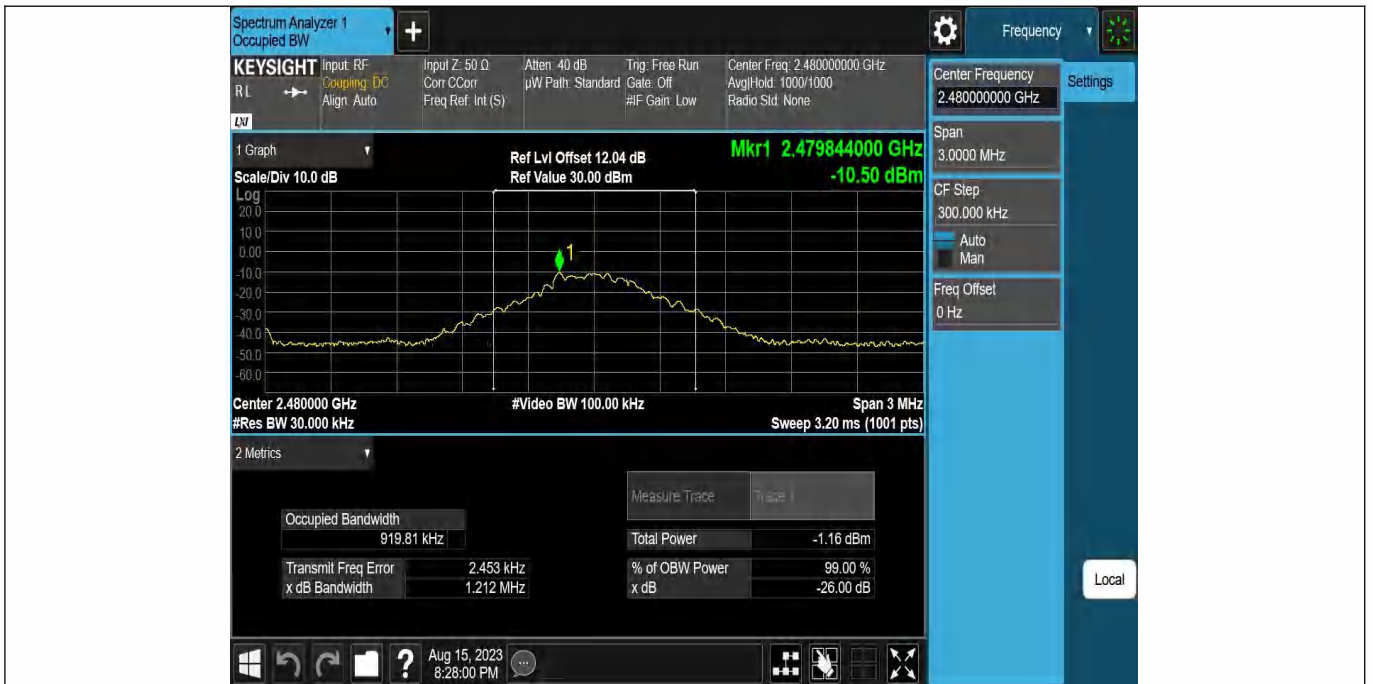 Spectrum Analyzer 1
Occupied BW
+
Frequency
KEYSIGHT
R L
LXI
Input: RF
Coupling: DC
Align: Auto
Input Z: 50 Ω
Corr CCorr
Freq Ref: Int (S)
Atten: 40 dB
µW Path: Standard
Trig: Free Run
Gate: Off
#IF Gain: Low
Center Freq: 2.480000000 GHz
Avg|Hold: 1000/1000
Radio Std: None
Center Frequency
2.480000000 GHz
Settings
Span
3.0000 MHz
CF Step
300.000 kHz
Auto
Man
Freq Offset
0 Hz
1 Graph
Scale/Div 10.0 dB
Ref Lvl Offset 12.04 dB
Ref Value 30.00 dBm
Mkr1 2.479844000 GHz
-10.50 dBm
Log
20.0
10.0
0.00
-10.0
-20.0
-30.0
-40.0
-50.0
-60.0
1
Center 2.480000 GHz
#Video BW 100.00 kHz
Span 3 MHz
#Res BW 30.000 kHz
Sweep 3.20 ms (1001 pts)
2 Metrics
Measure Trace
Trace 1
Occupied Bandwidth
919.81 kHz
Total Power
-1.16 dBm
Transmit Freq Error
2.453 kHz
% of OBW Power
99.00 %
x dB Bandwidth
1.212 MHz
x dB
-26.00 dB
Local
?
Aug 15, 2023
8:28:00 PM